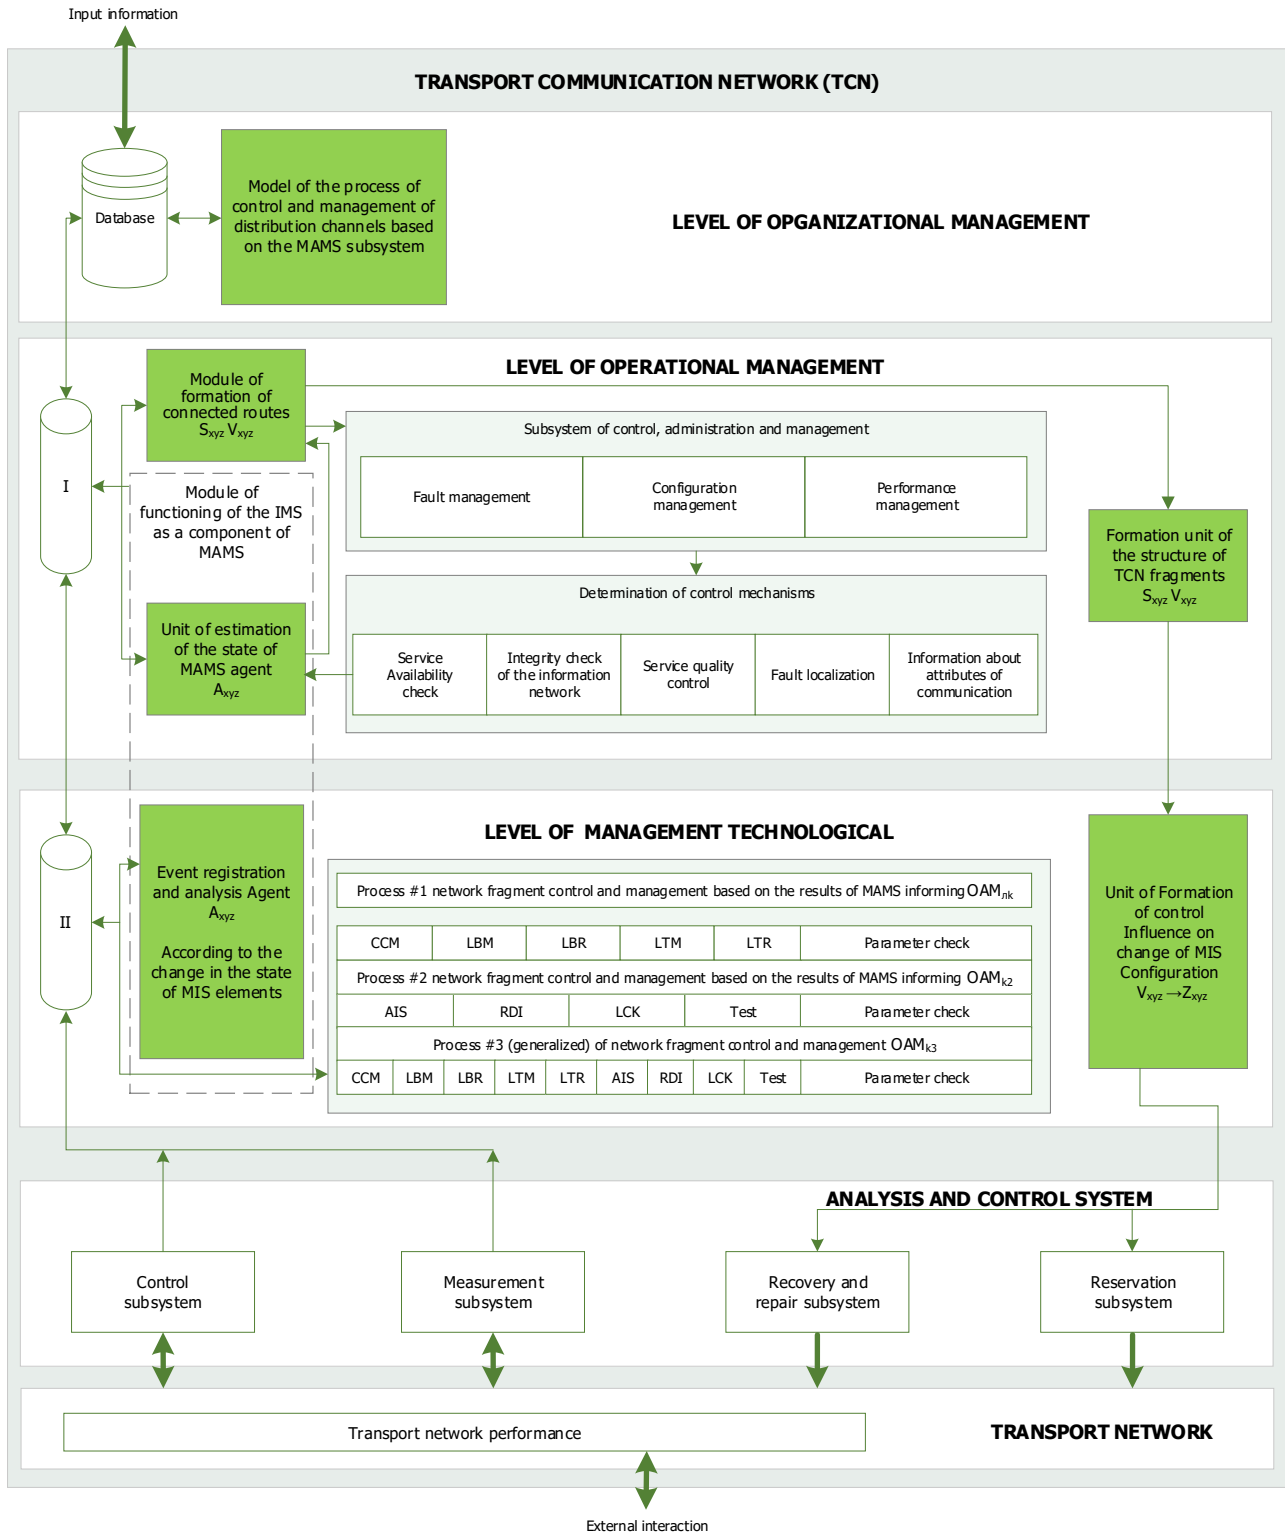 Input information
TRANSPORT COMMUNICATION NETWORK (TCN)
Database
Model of the process of
control and management of
distribution channels based
on the MAMS subsystem
LEVEL OF OPGANIZATIONAL MANAGEMENT
LEVEL OF OPERATIONAL MANAGEMENT
Module of
formation of
connected routes
Sxyz Vxyz
I
Module of
functioning of the IMS
as a component of
MAMS
Unit of estimation
of the state of
MAMS agent
Axyz
Subsystem of control, administration and management
Fault management
Configuration
management
Performance
management
Determination of control mechanisms
Service
Availability
check
Integrity check
of the information
network
Service quality
control
Fault localization
Information about
attributes of
communication
Formation unit of
the structure of
TCN fragments
Sxyz Vxyz
LEVEL OF MANAGEMENT TECHNOLOGICAL
II
Event registration
and analysis Agent
Axyz
According to the
change in the state
of MIS elements
Process #1 network fragment control and management based on the results of MAMS informing OAMлk
CCM LBM LBR LTM LTR Parameter check
Process #2 network fragment control and management based on the results of MAMS informing OAMk2
AIS RDI LCK Test Parameter check
Process #3 (generalized) of network fragment control and management OAMk3
CCM LBM LBR LTM LTR AIS RDI LCK Test Parameter check
Unit of Formation
of control
Influence on
change of MIS
Configuration
Vxyz→Zxyz
ANALYSIS AND CONTROL SYSTEM
Control
subsystem
Measurement
subsystem
Recovery and
repair subsystem
Reservation
subsystem
Transport network performance
TRANSPORT NETWORK
External interaction